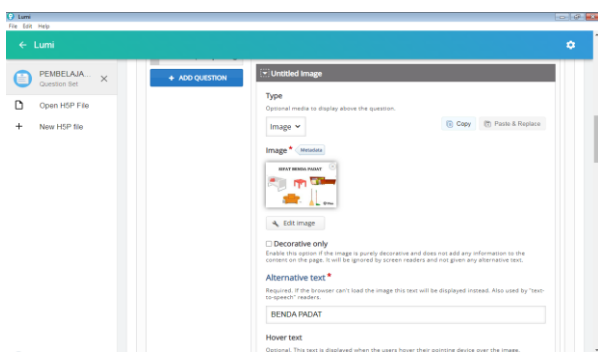 Lumi
File Edit Help
← Lumi
PEMBELAJA...
Question Set
Open H5P File
New H5P file
+ ADD QUESTION
Untitled Image
Type
Optional media to display above the question.
Image
Copy
Paste & Replace
Image * Metadata
SIFAT BENDA PADAT
Edit image
Decorative only
Enable this option if the image is purely decorative and does not add any information to the
content on the page. It will be ignored by screen readers and not given any alternative text.
Alternative text *
Required. If the browser can't load the image this text will be displayed instead. Also used by "text-
to-speech" readers.
BENDA PADAT
Hover text
Optional. This text is displayed when the users hover their pointing device over the image.